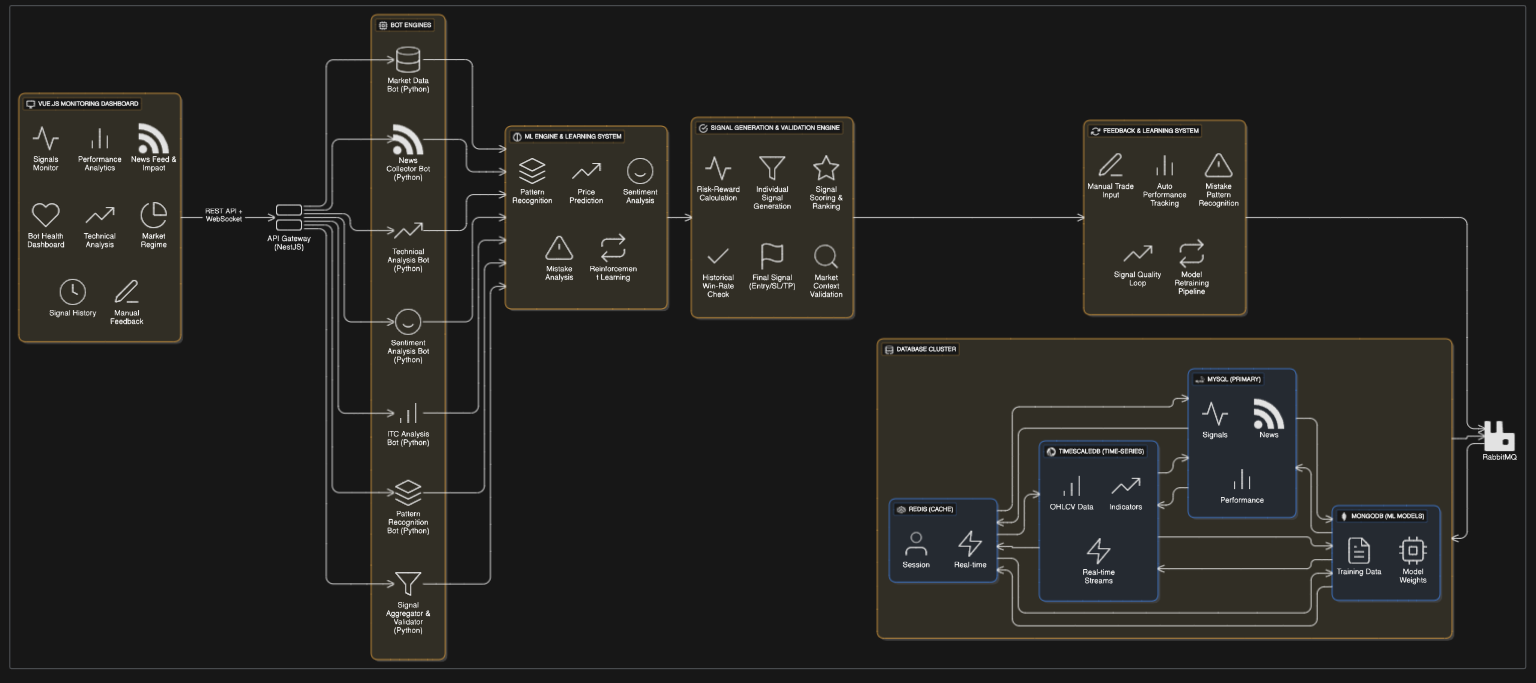 VUE.JS MONITORING DASHBOARD
Signals
Monitor
Performance
Analytics
News Feed &
Impact
Bot Health
Dashboard
Technical
Analysis
Market
Regime
Signal History
Manual
Feedback
REST API +
WebSocket
API Gateway
(NestJS)
BOT ENGINES
Market Data
Bot (Python)
News
Collector Bot
(Python)
Technical
Analysis Bot
(Python)
Sentiment
Analysis Bot
(Python)
ITC Analysis
Bot (Python)
Pattern
Recognition
Bot (Python)
Signal
Aggregator &
Validator
(Python)
ML ENGINE & LEARNING SYSTEM
Pattern
Recognition
Price
Prediction
Sentiment
Analysis
Mistake
Analysis
Reinforcemen
t Learning
SIGNAL GENERATION & VALIDATION ENGINE
Risk-Reward
Calculation
Individual
Signal
Generation
Signal
Scoring &
Ranking
Historical
Win-Rate
Check
Final Signal
(Entry/SL/TP)
Market
Context
Validation
FEEDBACK & LEARNING SYSTEM
Manual Trade
Input
Auto
Performance
Tracking
Mistake
Pattern
Recognition
Signal Quality
Loop
Model
Retraining
Pipeline
DATABASE CLUSTER
MYSQL (PRIMARY)
Signals
News
Performance
TIMESCALEDB (TIME-SERIES)
OHLCV Data
Indicators
Real-time
Streams
REDIS (CACHE)
Session
Real-time
MONGODB (ML MODELS)
Training Data
Model
Weights
RabbitMQ